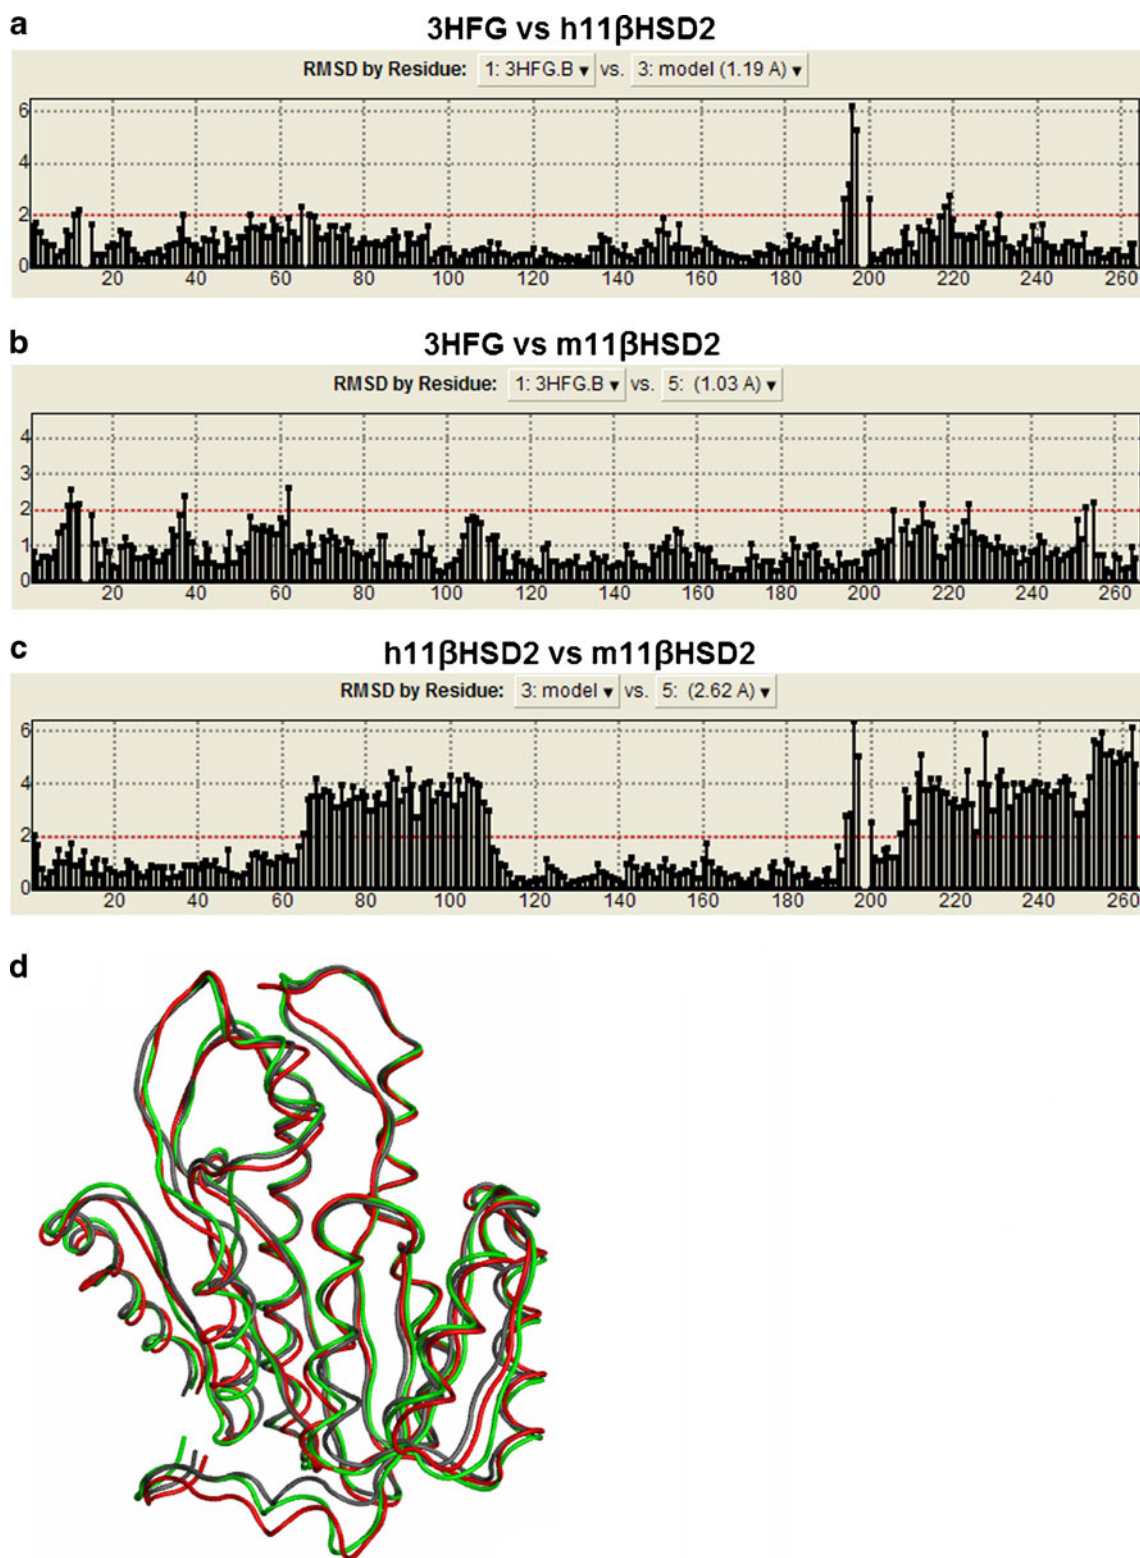 a
3HFG vs h11βHSD2
RMSD by Residue: 1: 3HFG.B ▾ vs. 3: model (1.19 A) ▾
6
4
2
0
20 40 60 80 100 120 140 160 180 200 220 240 260
b
3HFG vs m11βHSD2
RMSD by Residue: 1: 3HFG.B ▾ vs. 5: (1.03 A) ▾
4
3
2
1
0
20 40 60 80 100 120 140 160 180 200 220 240 260
c
h11βHSD2 vs m11βHSD2
RMSD by Residue: 3: model ▾ vs. 5: (2.62 A) ▾
6
4
2
0
20 40 60 80 100 120 140 160 180 200 220 240 260
d